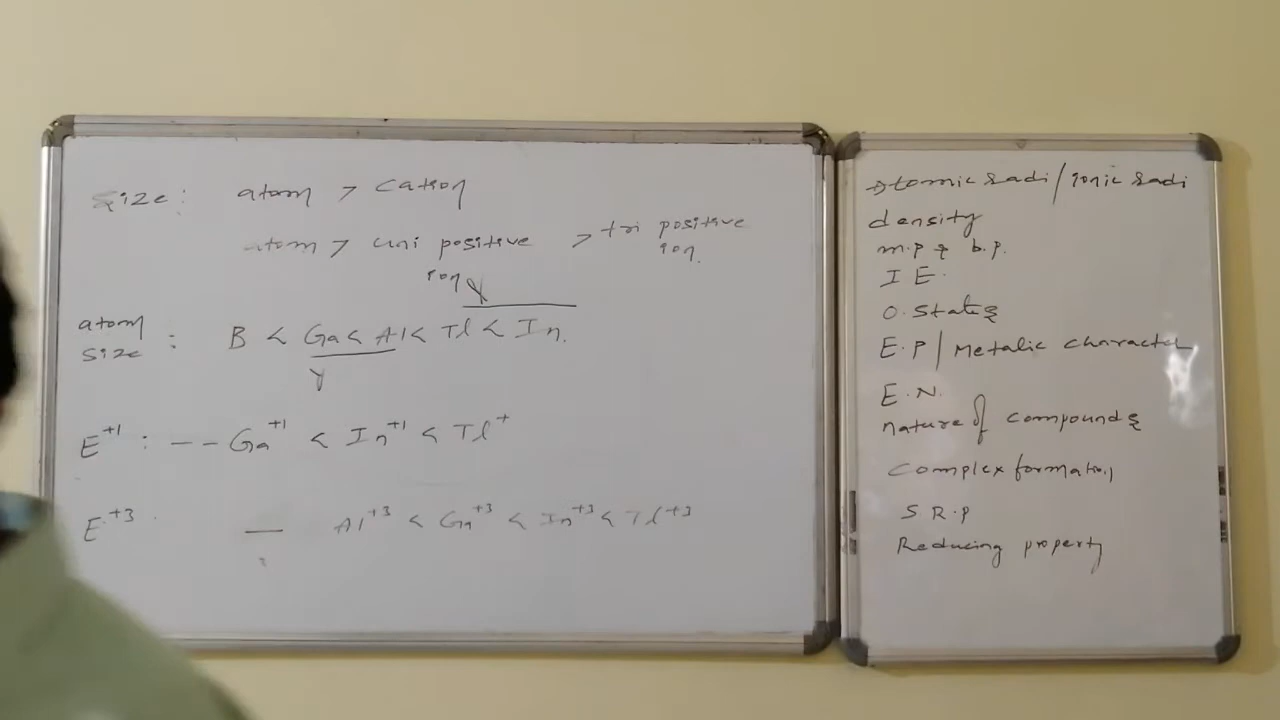 Size: atom > Cation
atom > uni positive ion > tri positive ion
atom size : B < Ga < Al < Tl < In.
E+1 : -- Ga+1 < In+1 < Tl+
E+3 — Al+3 < Ga+3 < In+3 < Tl+3
Atomic radi/ionic radi
density
m.p & b.p.
I E.
O. States
E.P/Metalic character
E.N.
nature of compounds
Complex formation
S R.P
Reducing property